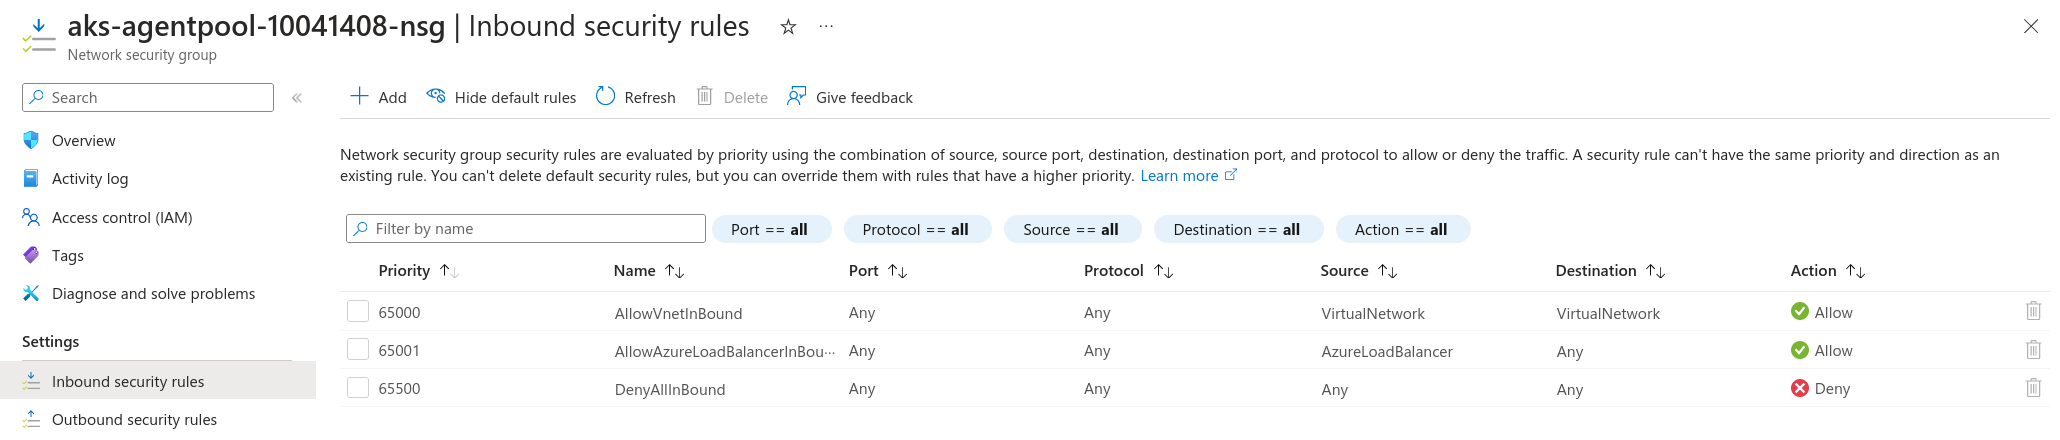 aks-agentpool-10041408-nsg | Inbound security rules ☆ ···
Network security group
Search «
Overview
Activity log
Access control (IAM)
Tags
Diagnose and solve problems
Settings
Inbound security rules
Outbound security rules
Add Hide default rules Refresh Delete Give feedback
Network security group security rules are evaluated by priority using the combination of source, source port, destination, destination port, and protocol to allow or deny the traffic. A security rule can't have the same priority and direction as an
existing rule. You can't delete default security rules, but you can override them with rules that have a higher priority. Learn more
Filter by name Port == all Protocol == all Source == all Destination == all Action == all
Priority ↑↓ Name ↑↓ Port ↑↓ Protocol ↑↓ Source ↑↓ Destination ↑↓ Action ↑↓
65000 AllowVnetInBound Any Any VirtualNetwork VirtualNetwork Allow
65001 AllowAzureLoadBalancerInBou··· Any Any AzureLoadBalancer Any Allow
65500 DenyAllInBound Any Any Any Any Deny